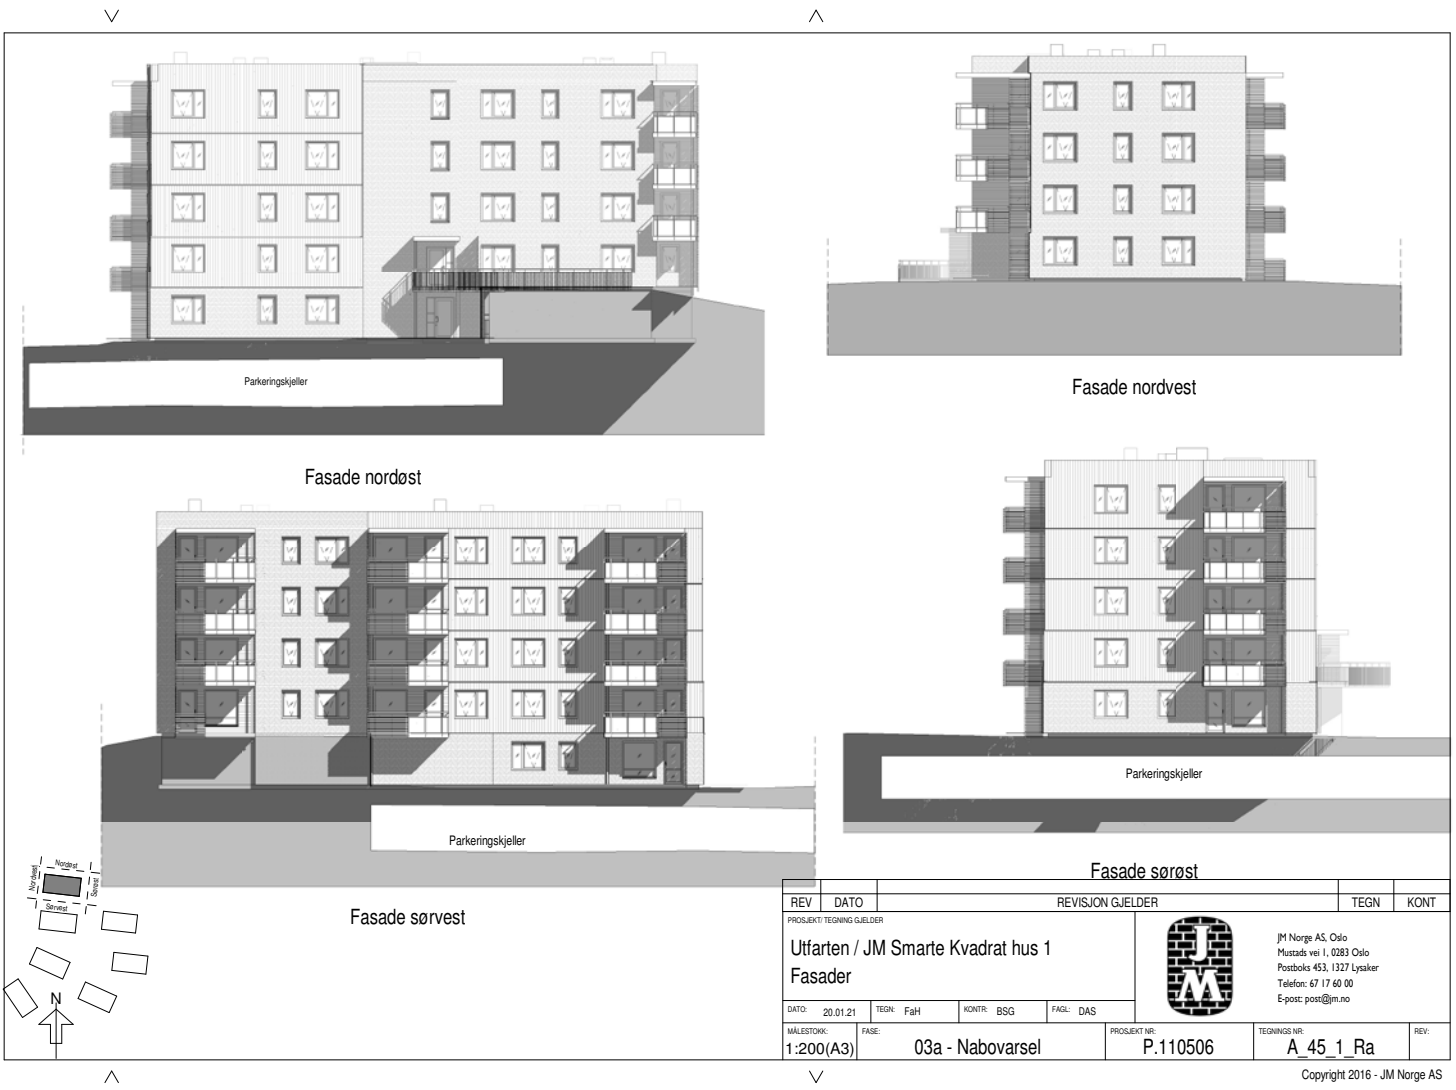 Parkeringskjeller
Fasade nordøst
Fasade nordvest
Parkeringskjeller
Fasade sørvest
Parkeringskjeller
Fasade sørøst
Nordøst
Nordvest
Sørøst
Sørvest
N
REV DATO REVISJON GJELDER TEGN KONT
PROSJEKT/ TEGNING GJELDER
Utfarten / JM Smarte Kvadrat hus 1
Fasader
JM
JM Norge AS, Oslo
Mustads vei 1, 0283 Oslo
Postboks 453, 1327 Lysaker
Telefon: 67 17 60 00
E-post: post@jm.no
DATO: 20.01.21 TEGN: FaH KONTR: BSG FAGL: DAS
MÅLESTOKK: FASE: PROSJEKT NR: TEGNINGS NR: REV:
1:200(A3) 03a - Nabovarsel P.110506 A_45_1_Ra
Copyright 2016 - JM Norge AS